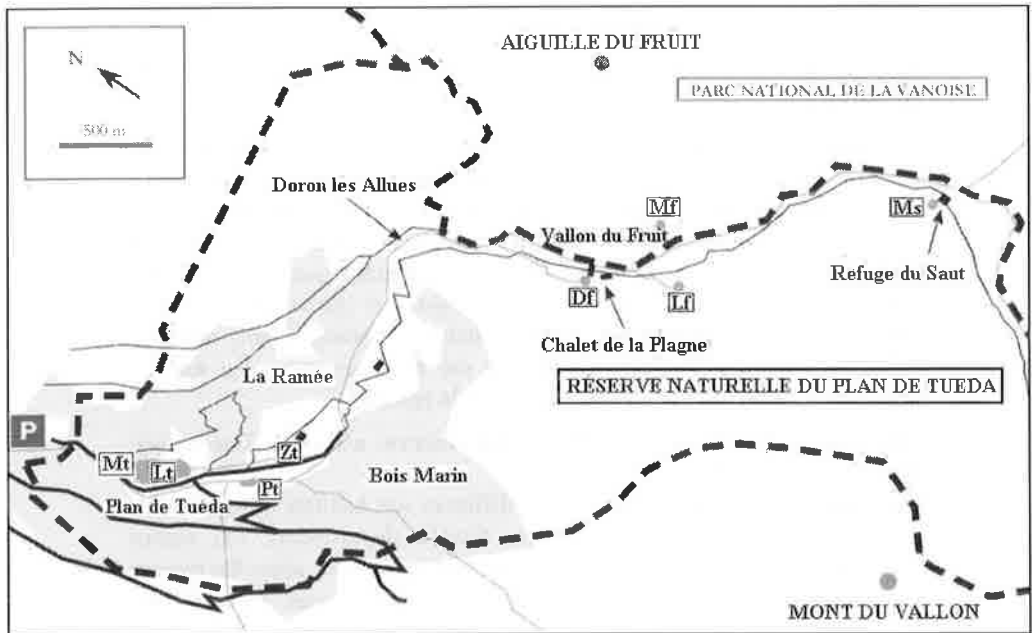 AIGUILLE DU FRUIT
N
PARC NATIONAL DE LA VANOISE
500 m
Doron les Allues
Mf
Ms
Vallon du Fruit
Refuge du Saut
Df
Lf
Chalet de la Plagne
La Ramée
RÉSERVE NATURELLE DU PLAN DE TUEDA
P
Zt
Mt
Lt
Bois Marin
Pt
Plan de Tuéda
MONT DU VALLON